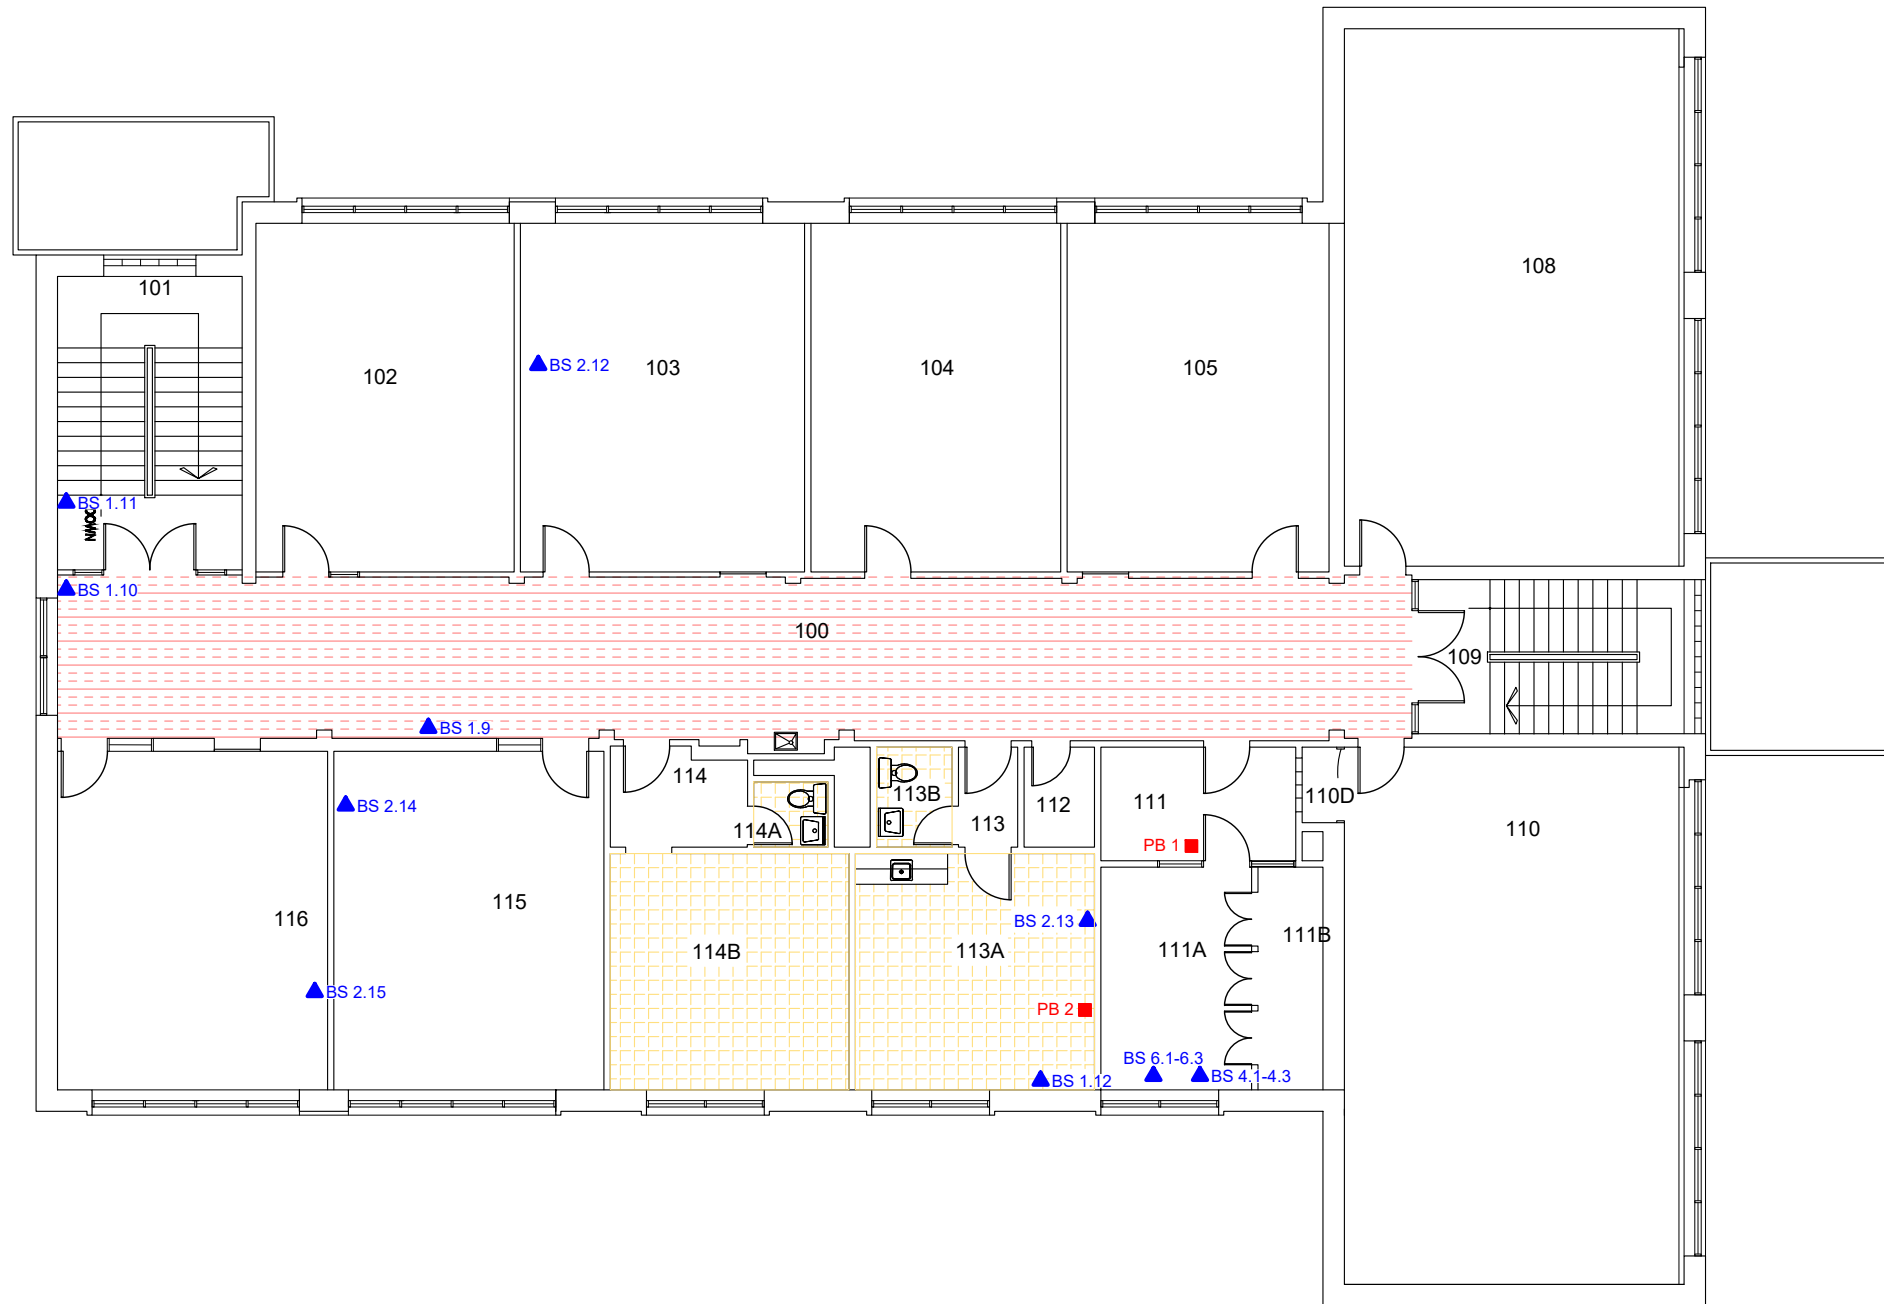 108
101
102
BS 2.12
103
104
105
BS 1.11
DOWN
BS 1.10
100
109
BS 1.9
114
113B
110D
BS 2.14
112
111
113
114A
110
PB 1
115
116
BS 2.13
111B
114B
113A
111A
BS 2.15
PB 2
BS 6.1-6.3
BS 1.12
BS 4.1-4.3